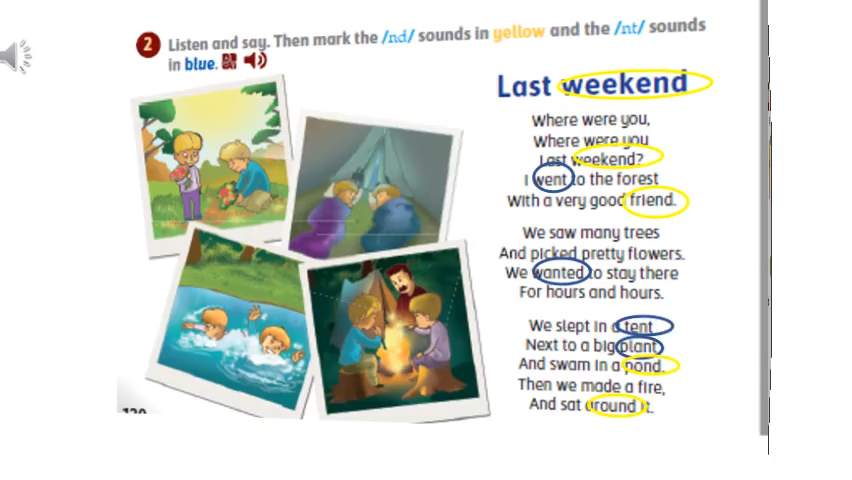 2 Listen and say. Then mark the /nd/ sounds in yellow and the /nt/ sounds
in blue.
Last weekend
Where were you,
Where were you
Last weekend?
I went to the forest
With a very good friend.
We saw many trees
And picked pretty flowers.
We wanted to stay there
For hours and hours.
We slept in a tent
Next to a big plant
And swam in a pond.
Then we made a fire,
And sat around it.